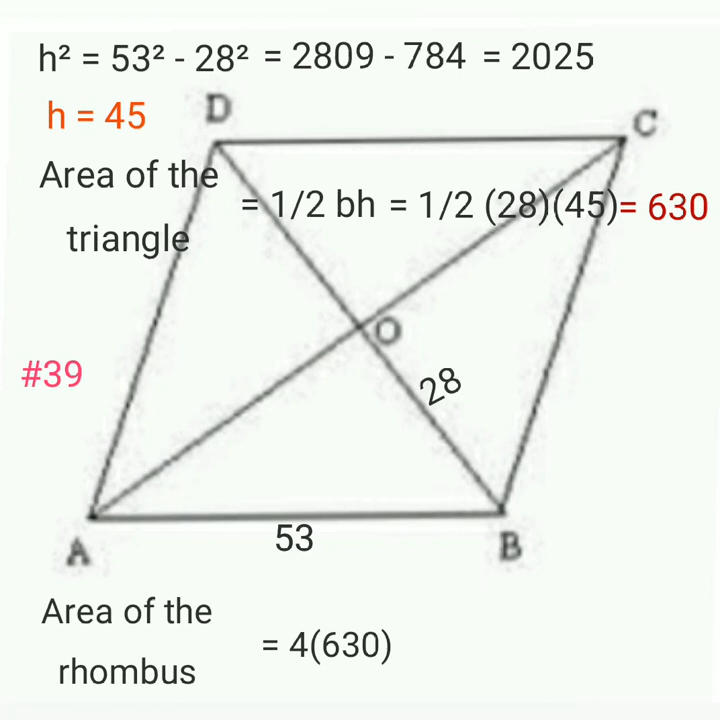 h² = 53² - 28² = 2809 - 784 = 2025
h = 45
D
C
Area of the
triangle
= 1/2 bh = 1/2 (28)(45)= 630
O
#39
28
53
A
B
Area of the
rhombus
= 4(630)